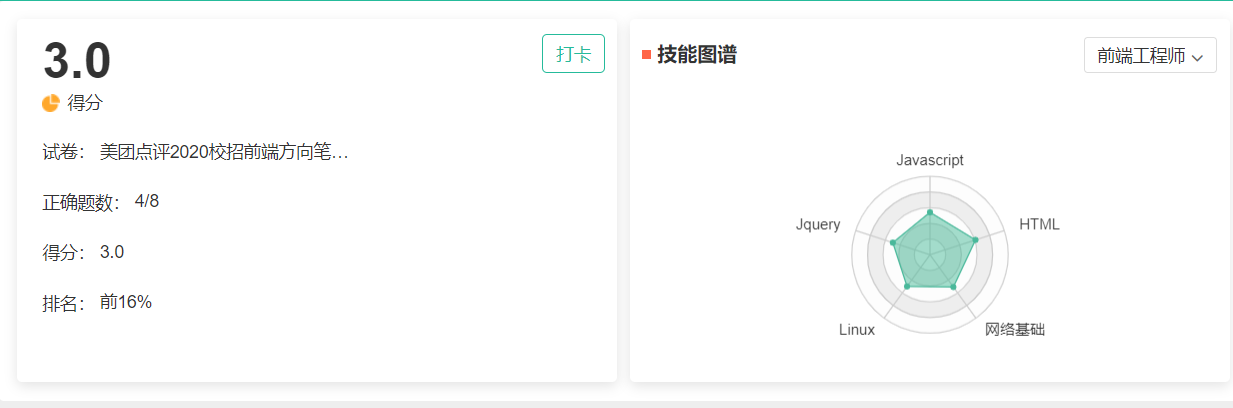 3.0
打卡
得分
试卷： 美团点评2020校招前端方向笔…
正确题数： 4/8
得分： 3.0
排名： 前16%
技能图谱
前端工程师
Javascript
Jquery
HTML
Linux
网络基础